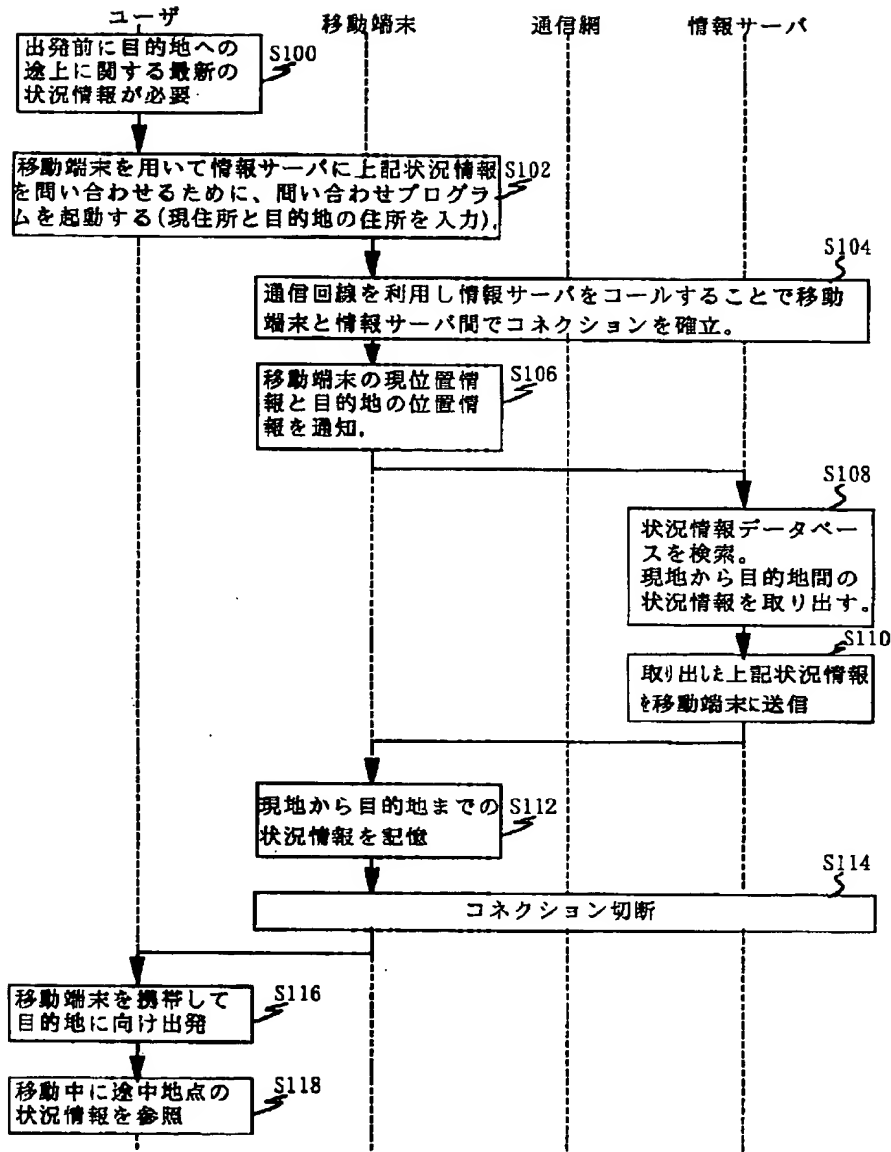 ユーザ
移動端末
通信網
情報サーバ
出発前に目的地への
途上に関する最新の
状況情報が必要
S100
移動端末を用いて情報サーバに上記状況情報
を問い合わせるために、問い合わせプログラ
ムを起動する(現住所と目的地の住所を入力).
S102
S104
通信回線を利用し情報サーバをコールすることで移動
端末と情報サーバ間でコネクションを確立。
移動端末の現位置情
報と目的地の位置情
報を通知.
S106
S108
状況情報データベー
スを検索。
現地から目的地間の
状況情報を取り出す。
S110
取り出した上記状況情報
を移動端末に送信
現地から目的地までの
状況情報を記憶
S112
S114
コネクション切断
移動端末を携帯して
目的地に向け出発
S116
移動中に途中地点の
状況情報を参照
S118